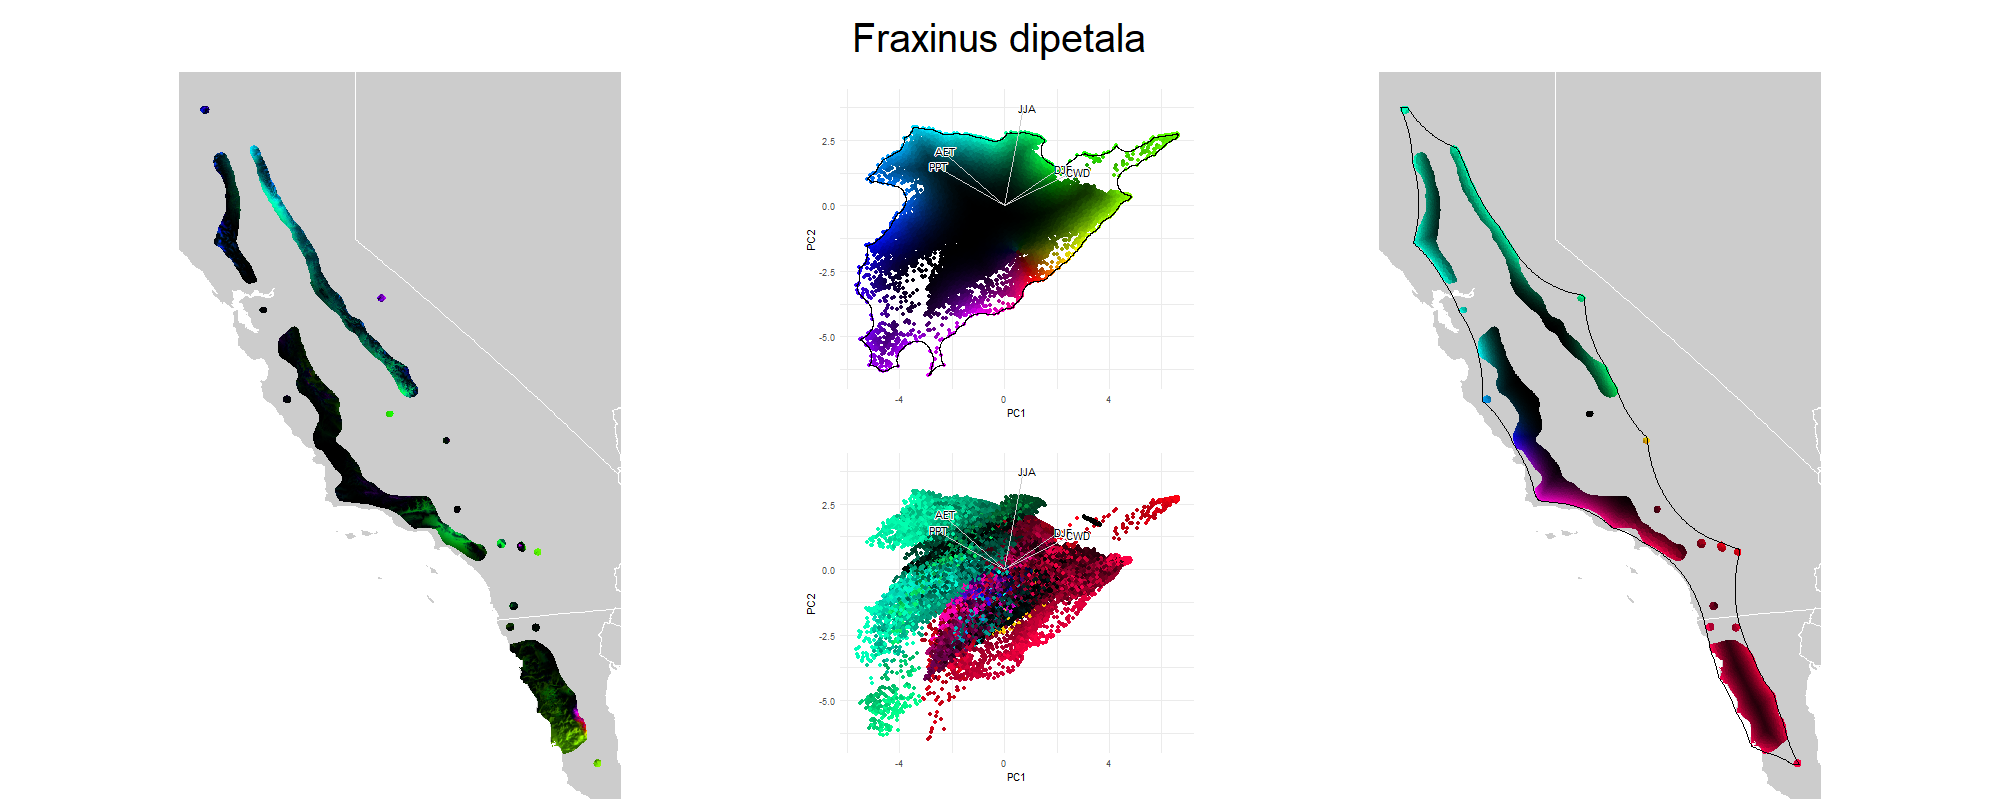 Fraxinus dipetala
JJA
2.5
AET
PPT
DJF
CWD
0.0
PC2
-2.5
-5.0
-4
0
4
PC1
JJA
2.5
AET
PPT
DJF
CWD
0.0
PC2
-2.5
-5.0
-4
0
4
PC1